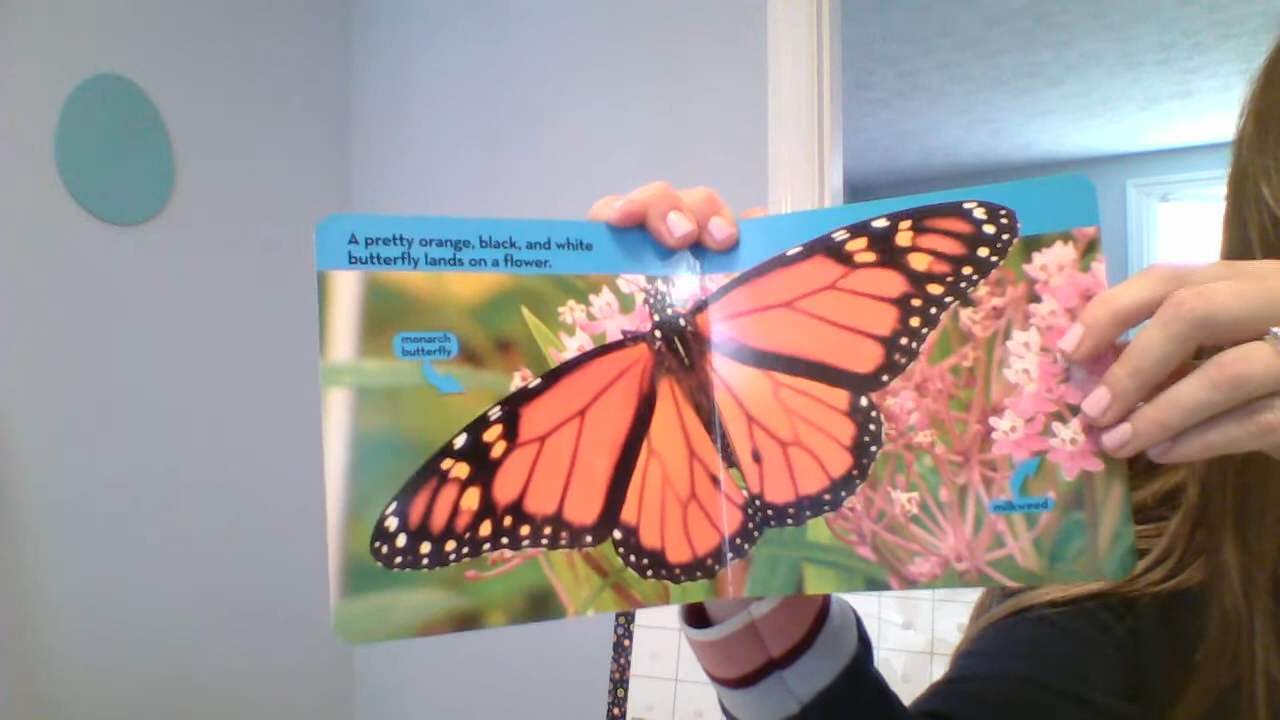 A pretty orange, black, and white
butterfly lands on a flower.
monarch
butterfly
milkweed